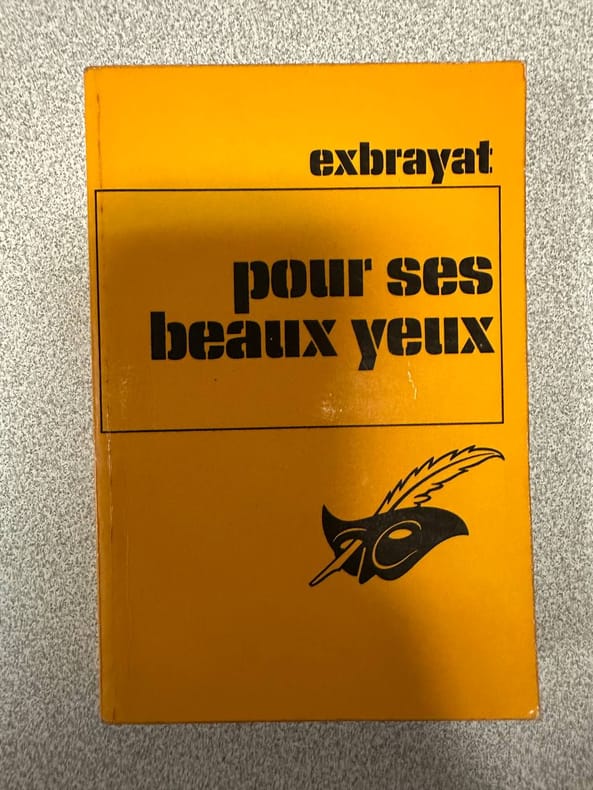 exbrayat
pour ses
beaux yeux